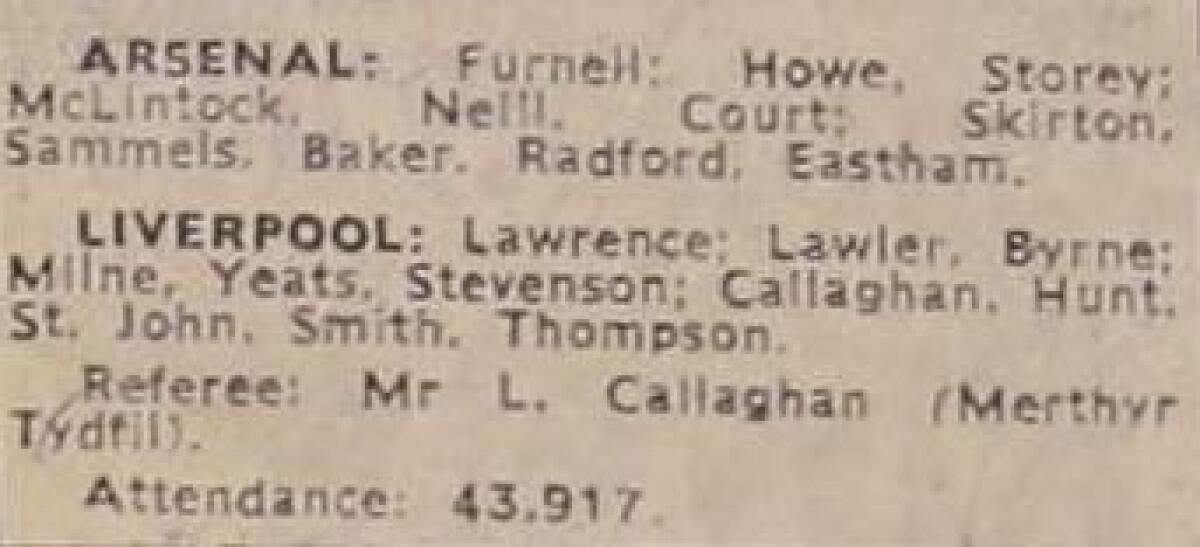 ARSENAL: Furnell; Howe, Storey;
McLintock, Neill, Court; Skirton,
Sammels, Baker, Radford, Eastham.
LIVERPOOL: Lawrence; Lawler, Byrne;
Milne, Yeats, Stevenson; Callaghan, Hunt,
St. John, Smith, Thompson.
Referee: Mr L. Callaghan (Merthyr
Tydfil).
Attendance: 43,917.